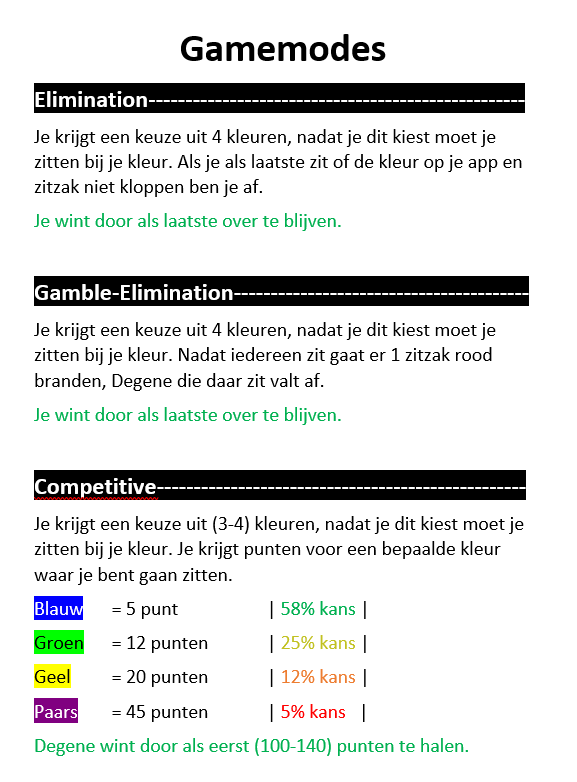 Gamemodes
Elimination---------------------------------------------------
Je krijgt een keuze uit 4 kleuren, nadat je dit kiest moet je
zitten bij je kleur. Als je als laatste zit of de kleur op je app en
zitzak niet kloppen ben je af.
Je wint door als laatste over te blijven.
Gamble-Elimination----------------------------------------
Je krijgt een keuze uit 4 kleuren, nadat je dit kiest moet je
zitten bij je kleur. Nadat iedereen zit gaat er 1 zitzak rood
branden, Degene die daar zit valt af.
Je wint door als laatste over te blijven.
Competitive--------------------------------------------------
Je krijgt een keuze uit (3-4) kleuren, nadat je dit kiest moet je
zitten bij je kleur. Je krijgt punten voor een bepaalde kleur
waar je bent gaan zitten.
Blauw = 5 punt | 58% kans |
Groen = 12 punten | 25% kans |
Geel = 20 punten | 12% kans |
Paars = 45 punten | 5% kans |
Degene wint door als eerst (100-140) punten te halen.